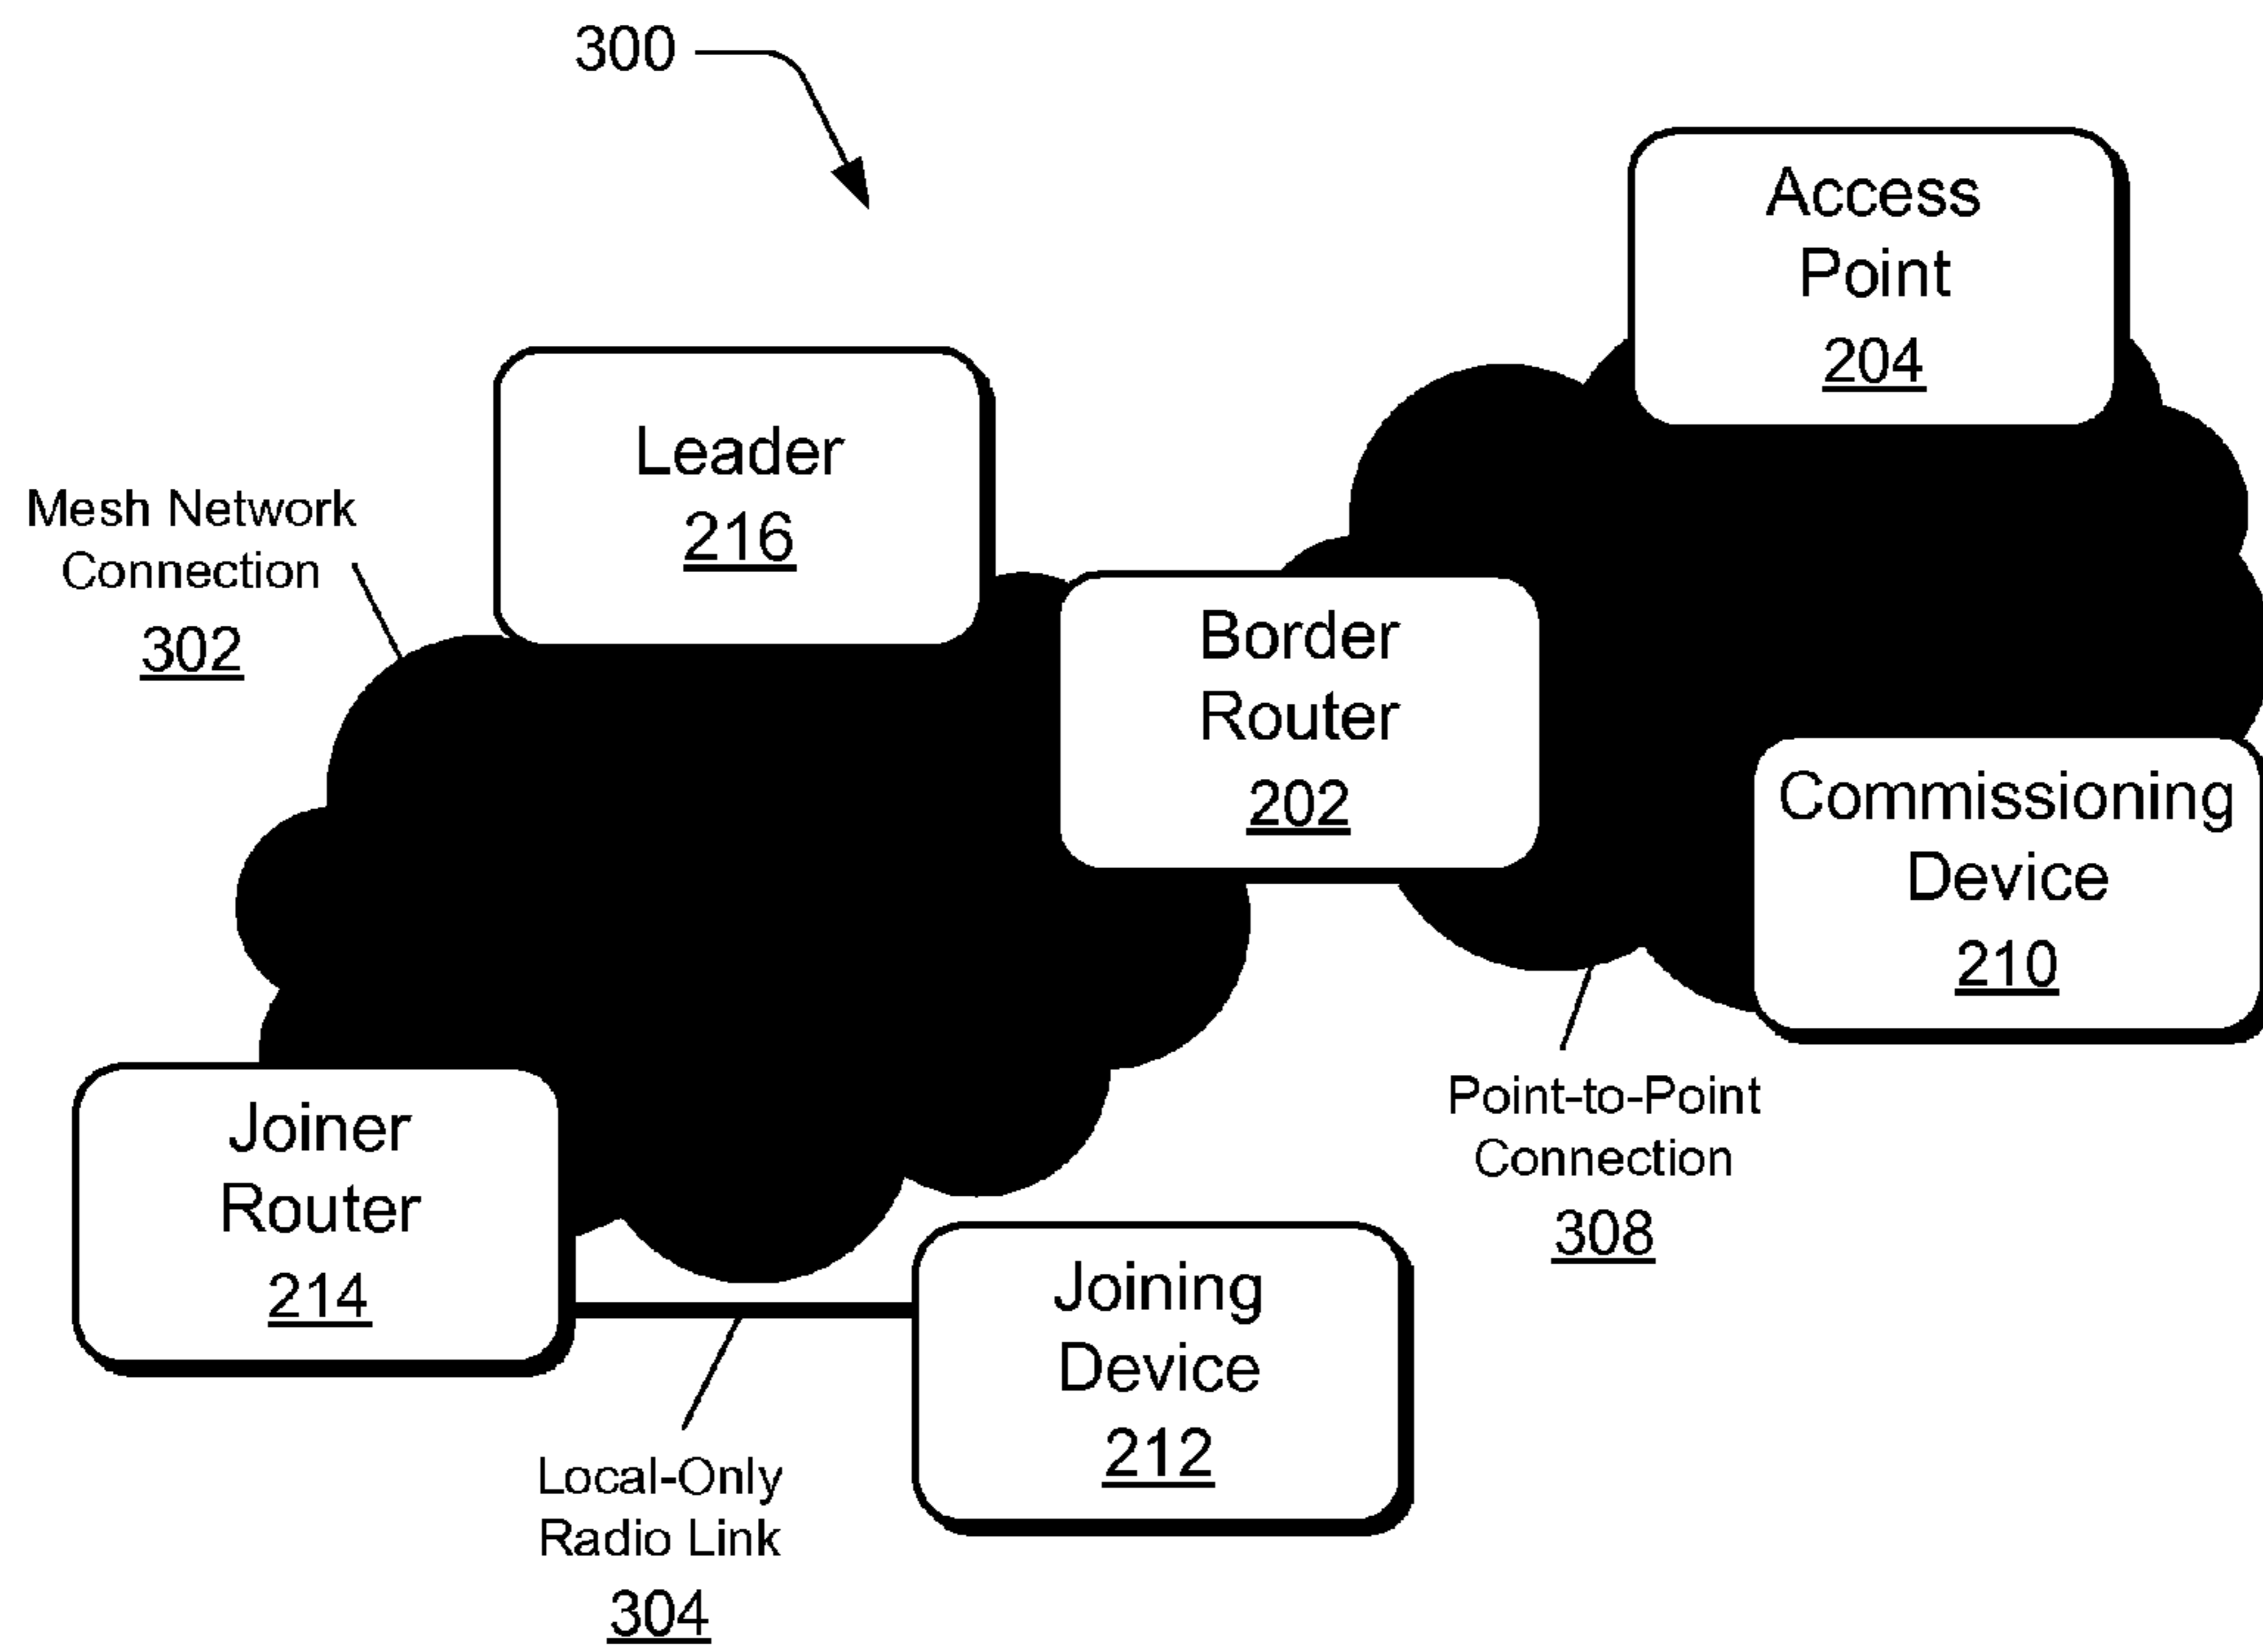 300
Access
Point
204
Leader
216
Mesh Network
Connection
302
Border
Router
202
Commissioning
Device
210
Point-to-Point
Connection
308
Joiner
Router
214
Joining
Device
212
Local-Only
Radio Link
304